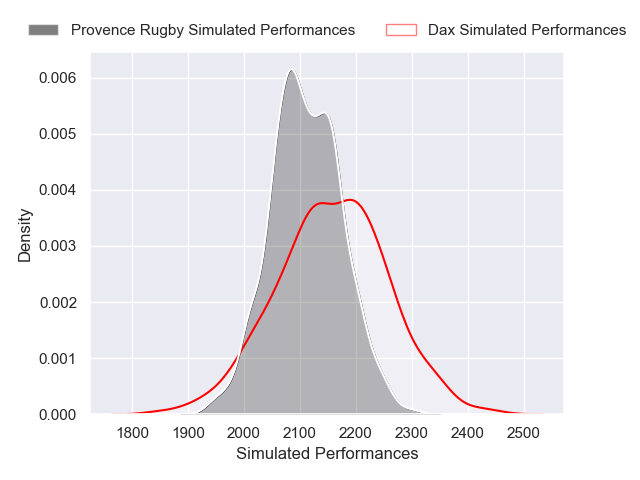 Provence Rugby Simulated Performances Dax Simulated Performances
0.006
0.005
0.004
0.003
0.002
0.001
0.000
Density
1800 1900 2000 2100 2200 2300 2400 2500
Simulated Performances